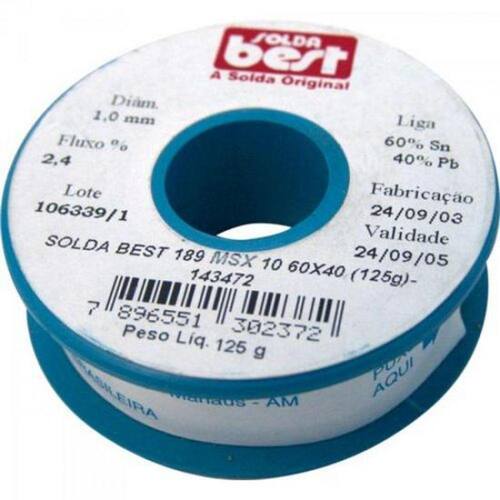 SOLDA
best
A Solda Original
Diâm.
1,0 mm
Fluxo %
2,4
Lote
106339/1
Liga
60% Sn
40% Pb
Fabricação
24/09/03
Validade
24/09/05
SOLDA BEST 189 MSX 10 60X40 (125g)-
143472
7 896551 302372
Peso Líq. 125 g
Manaus - AM
AQUI